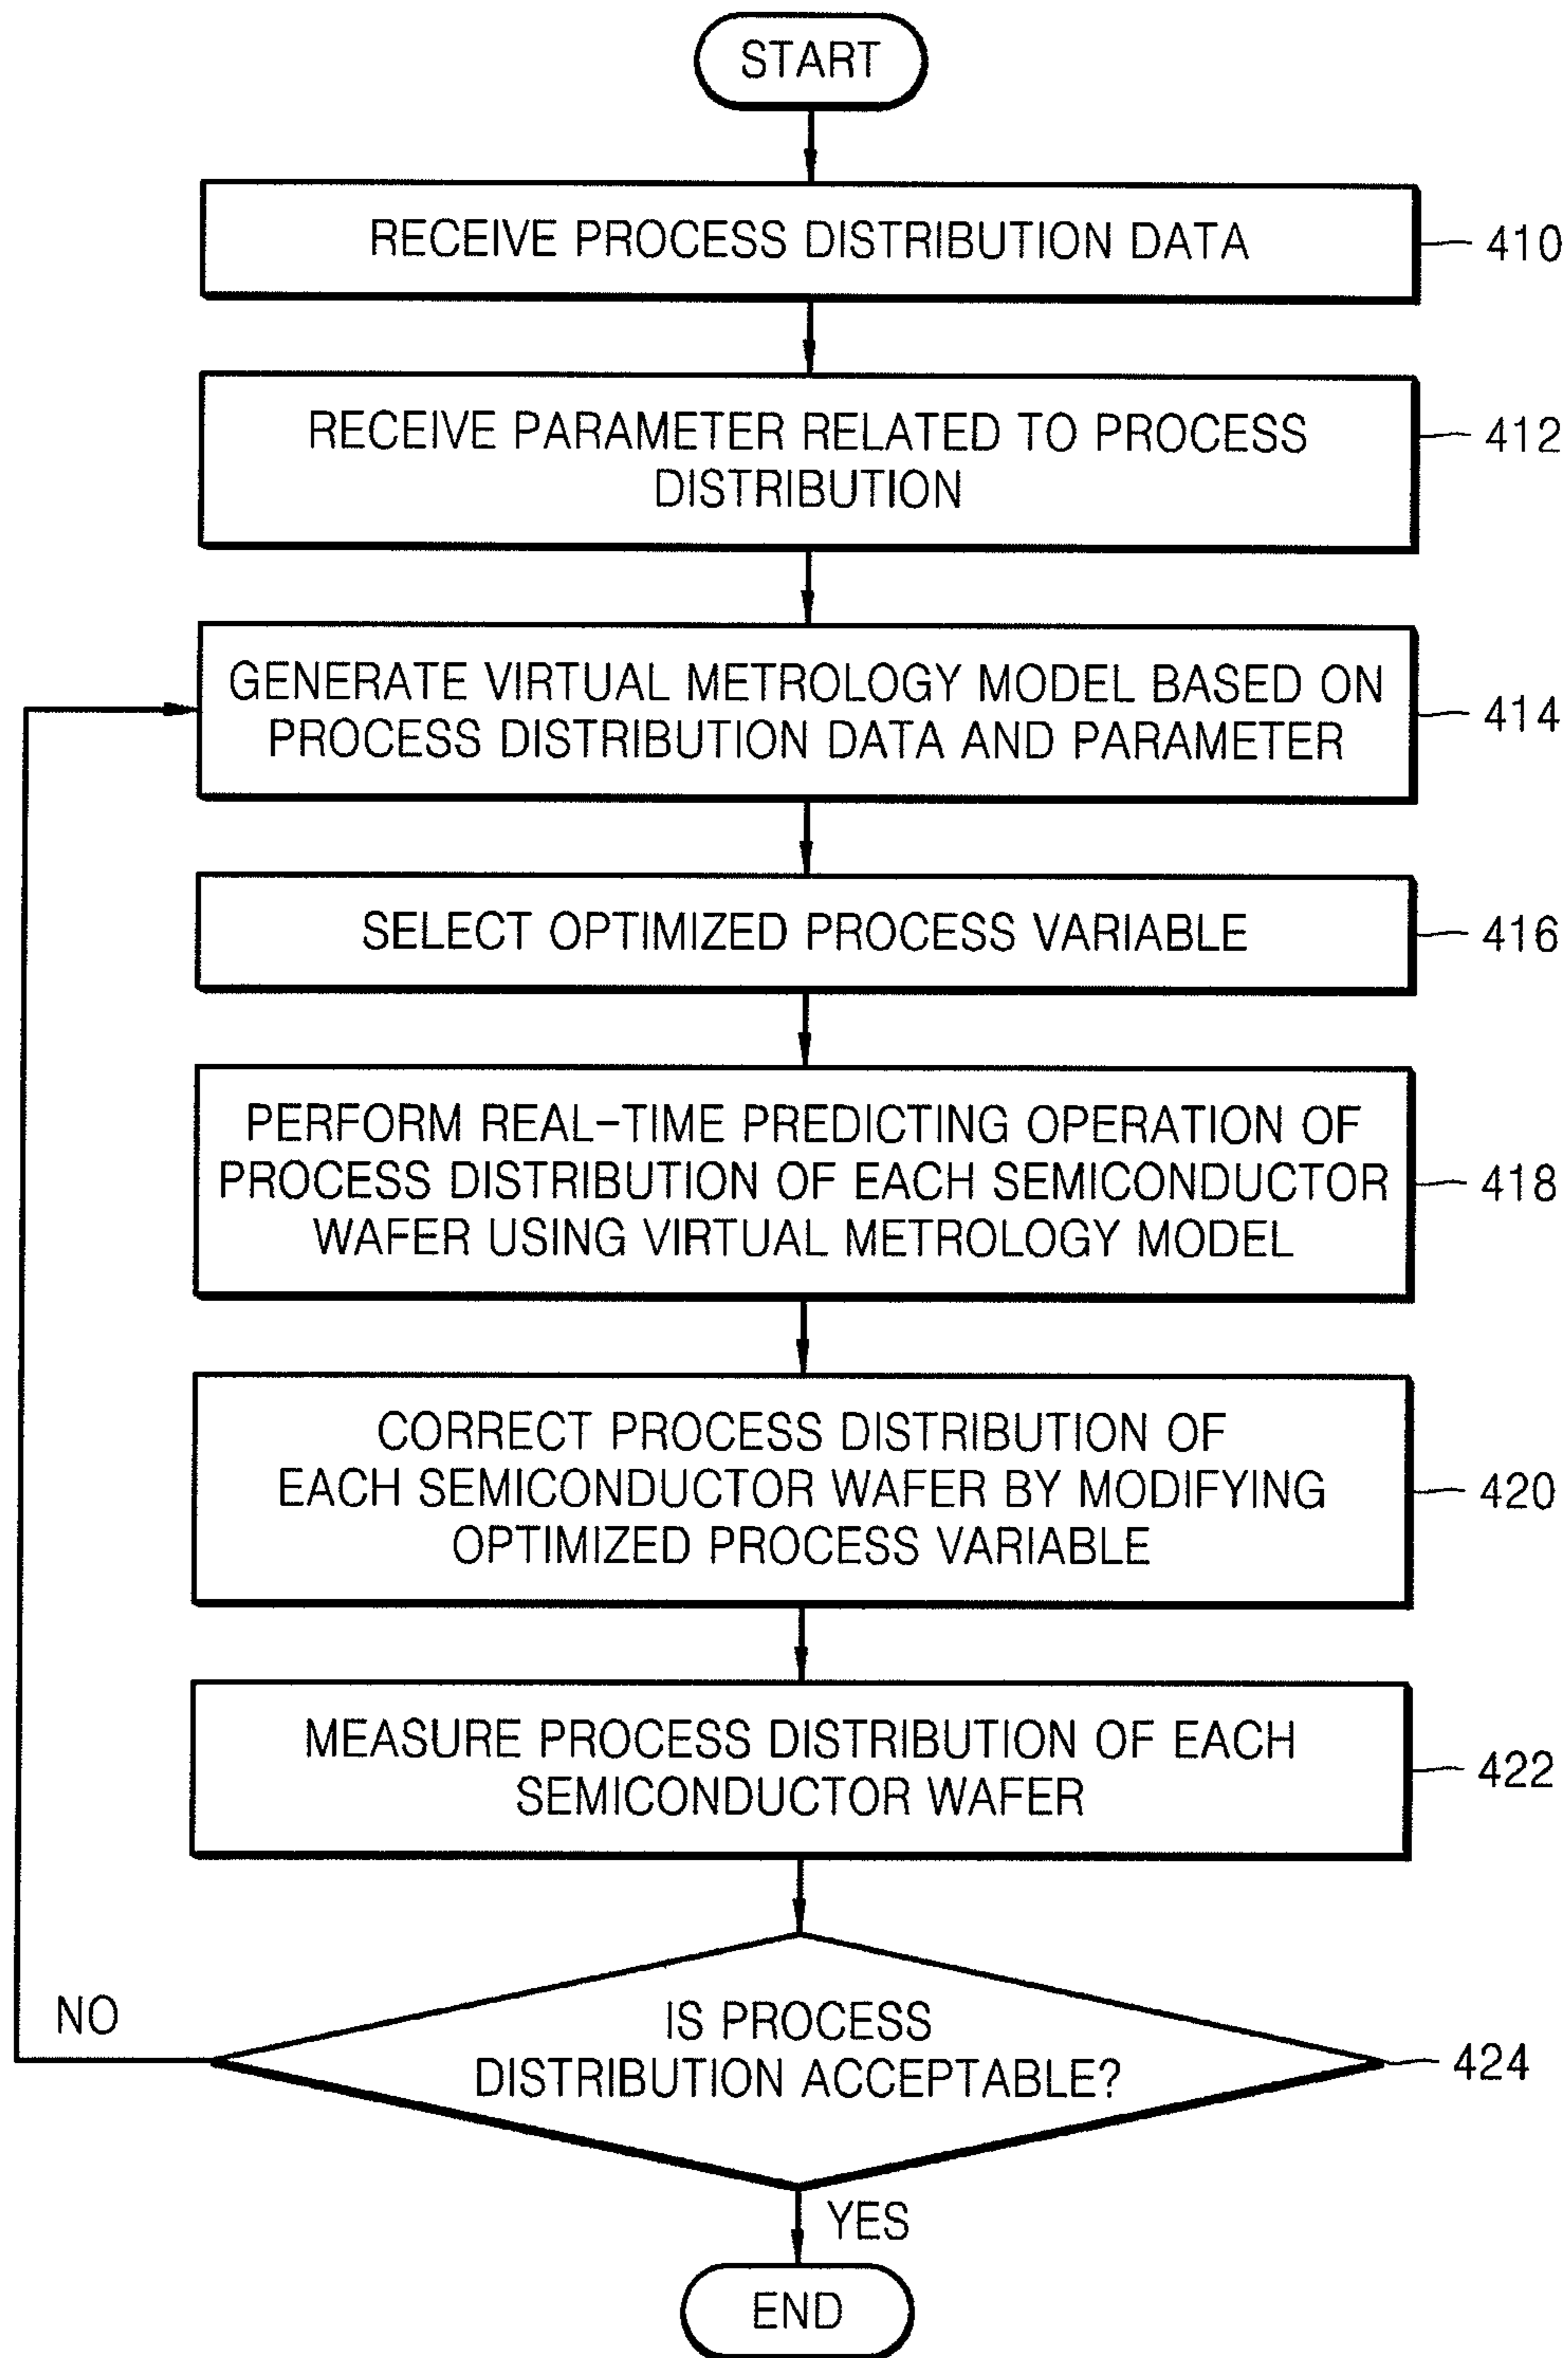 START
RECEIVE PROCESS DISTRIBUTION DATA
410
RECEIVE PARAMETER RELATED TO PROCESS
DISTRIBUTION
412
GENERATE VIRTUAL METROLOGY MODEL BASED ON
PROCESS DISTRIBUTION DATA AND PARAMETER
414
SELECT OPTIMIZED PROCESS VARIABLE
416
PERFORM REAL-TIME PREDICTING OPERATION OF
PROCESS DISTRIBUTION OF EACH SEMICONDUCTOR
WAFER USING VIRTUAL METROLOGY MODEL
418
CORRECT PROCESS DISTRIBUTION OF
EACH SEMICONDUCTOR WAFER BY MODIFYING
OPTIMIZED PROCESS VARIABLE
420
MEASURE PROCESS DISTRIBUTION OF EACH
SEMICONDUCTOR WAFER
422
NO
IS PROCESS
DISTRIBUTION ACCEPTABLE?
424
YES
END